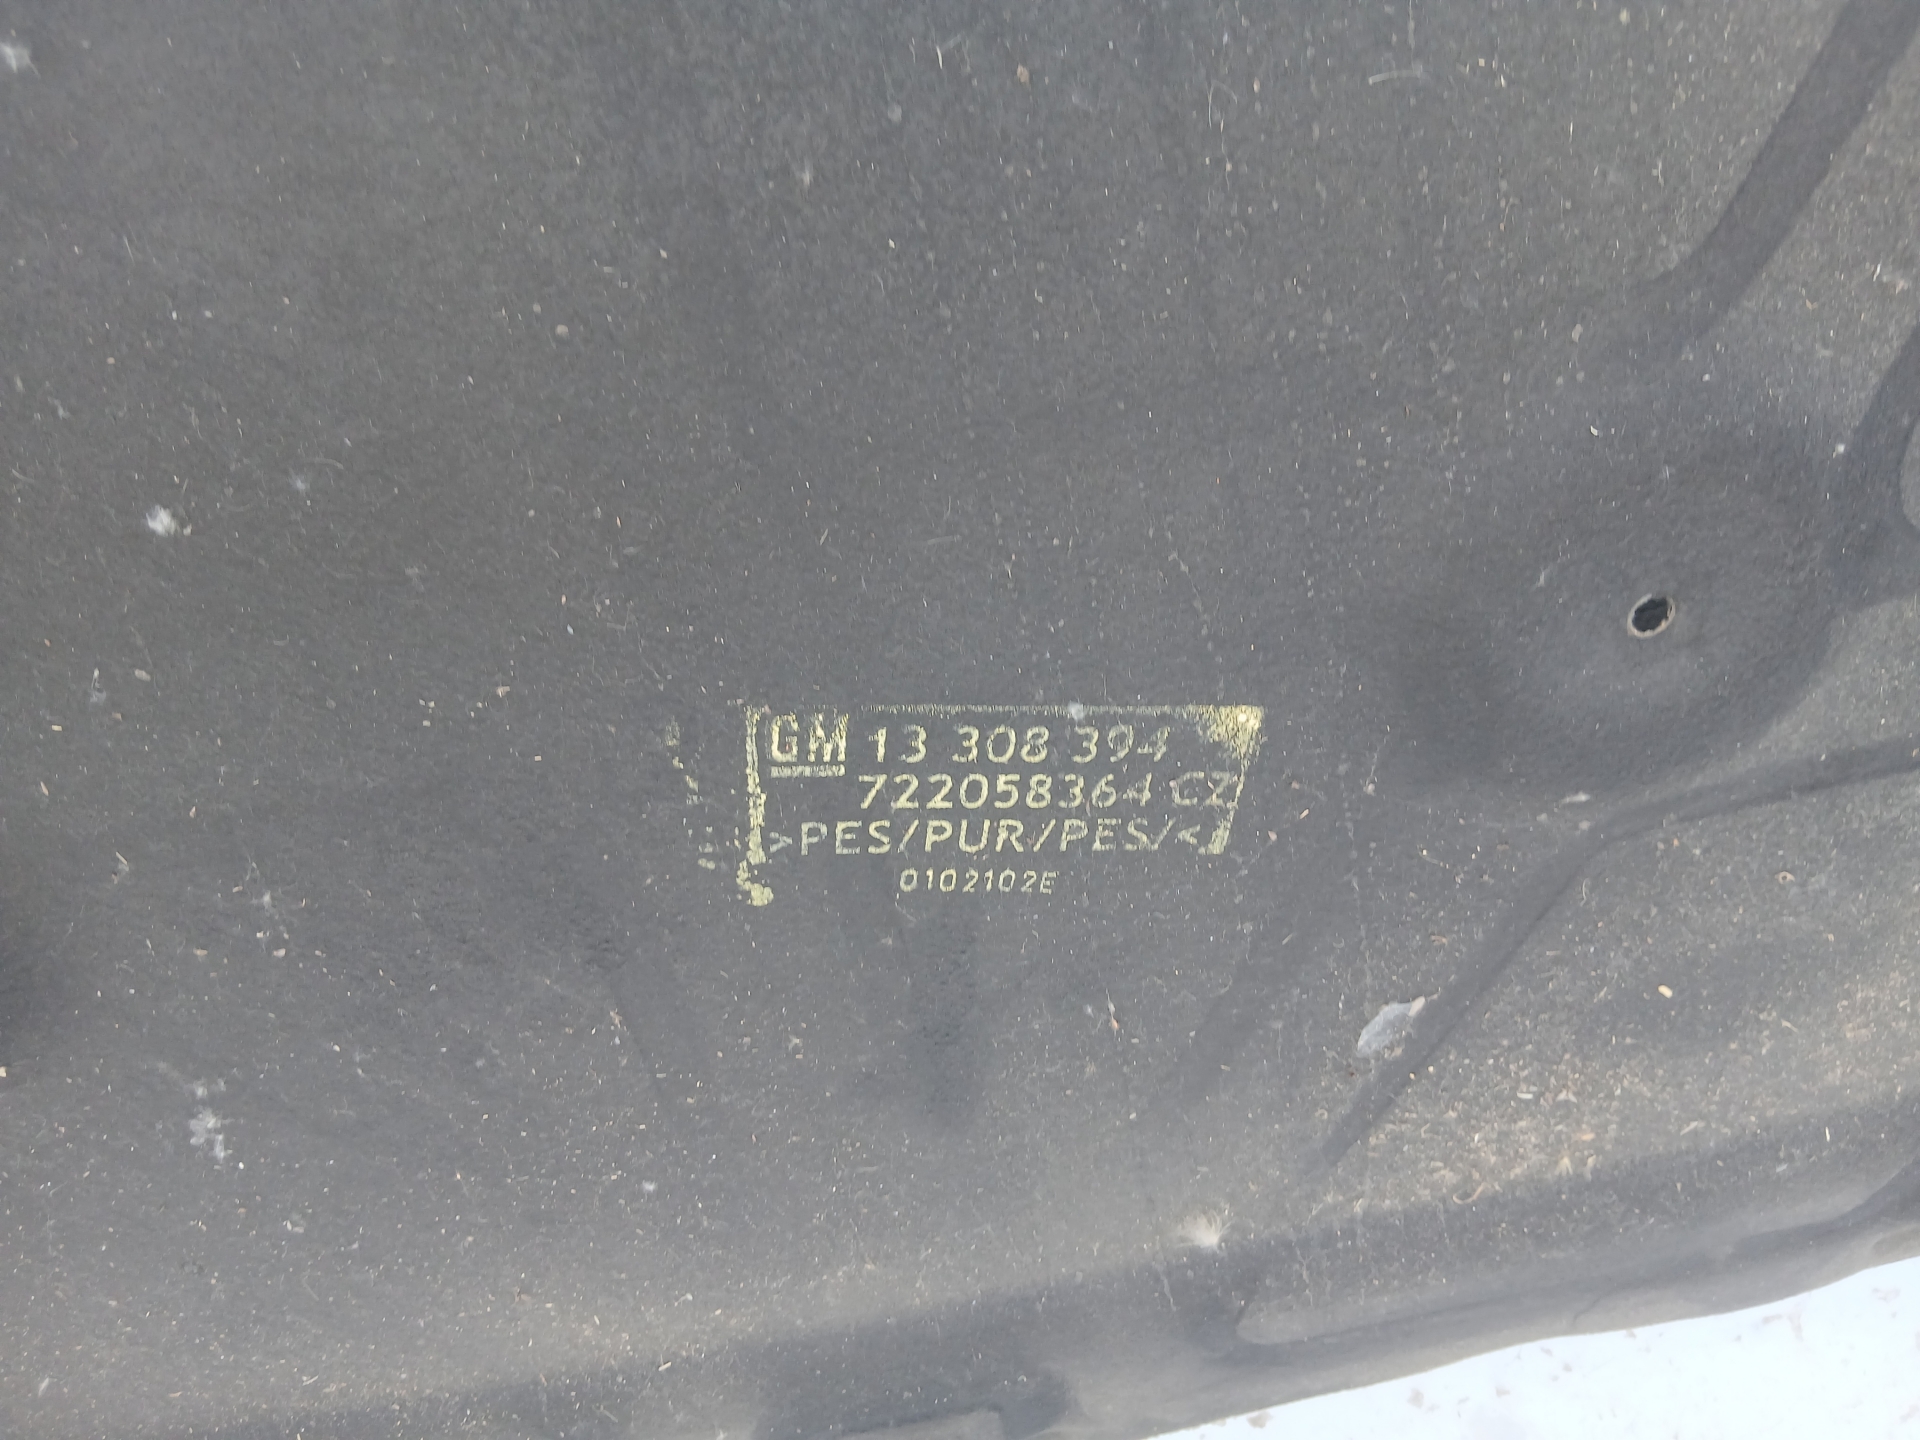 GM 13 308 394
722058364 CZ
>PES/PUR/PES/<
0102102E